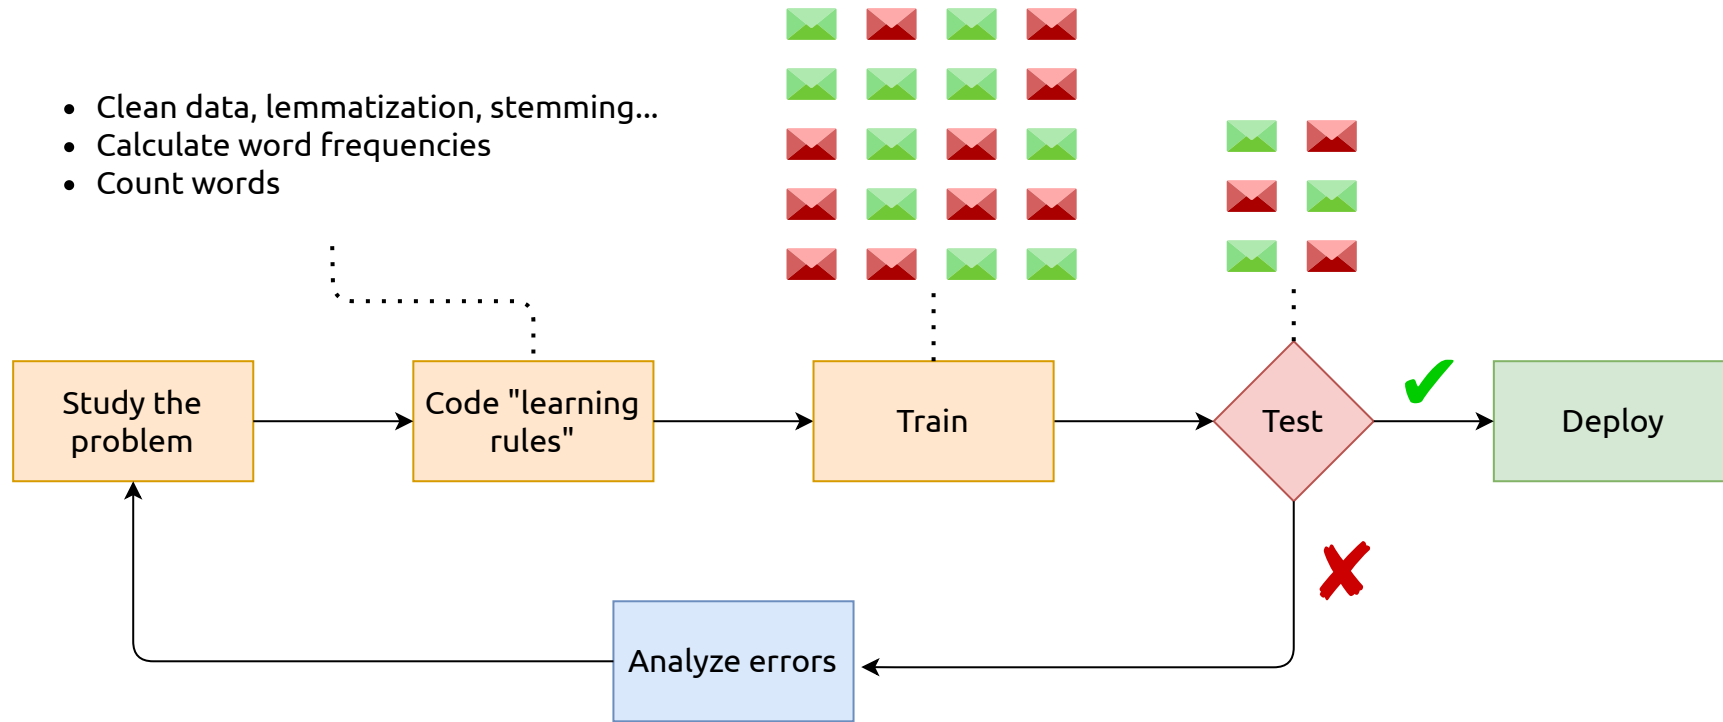 • Clean data, lemmatization, stemming...
• Calculate word frequencies
• Count words
Study the
problem
Code "learning
rules"
Train
Test
Deploy
Analyze errors